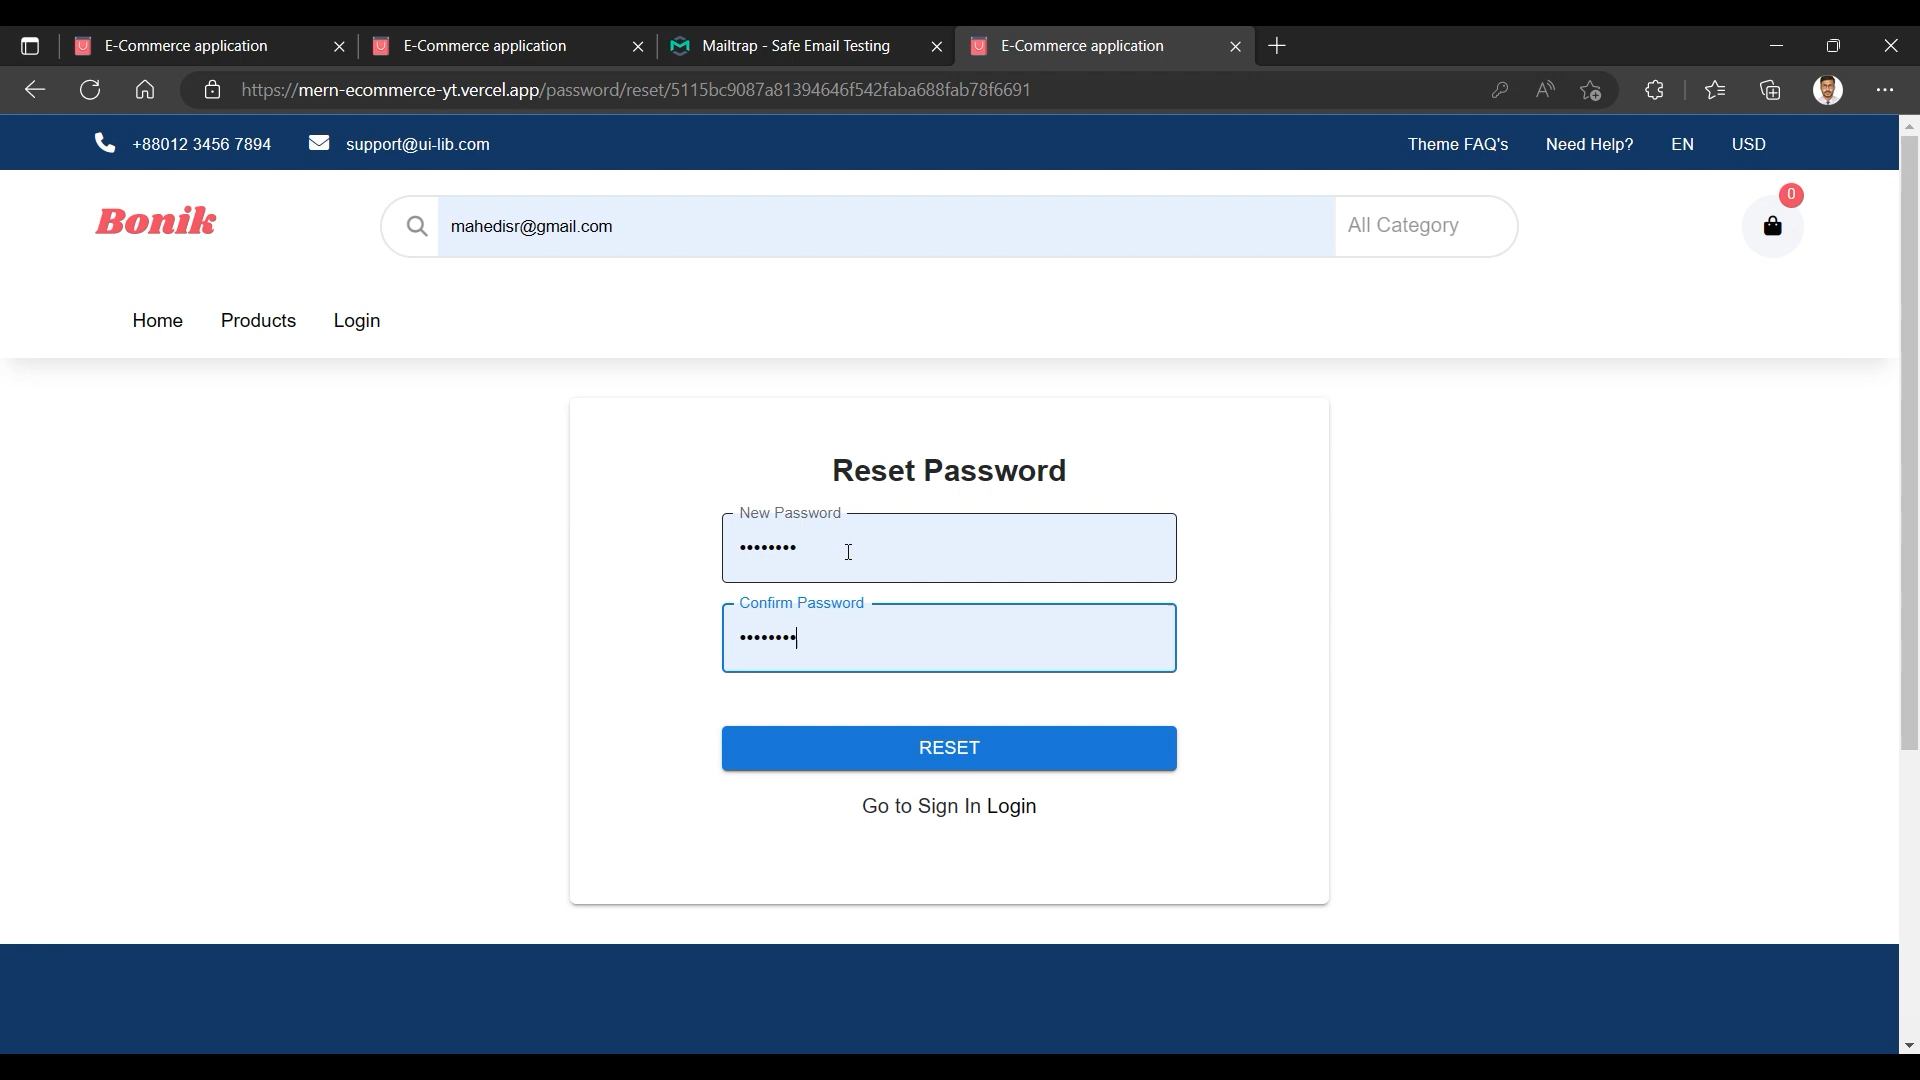 E-Commerce application
E-Commerce application
Mailtrap - Safe Email Testing
E-Commerce application
https://mern-ecommerce-yt.vercel.app/password/reset/5115bc9087a81394646f542faba688fab78f6691
+88012 3456 7894
support@ui-lib.com
Theme FAQ's
Need Help?
EN
USD
Bonik
mahedisr@gmail.com
All Category
0
Home
Products
Login
Reset Password
New Password
••••••••
Confirm Password
••••••••
RESET
Go to Sign In Login